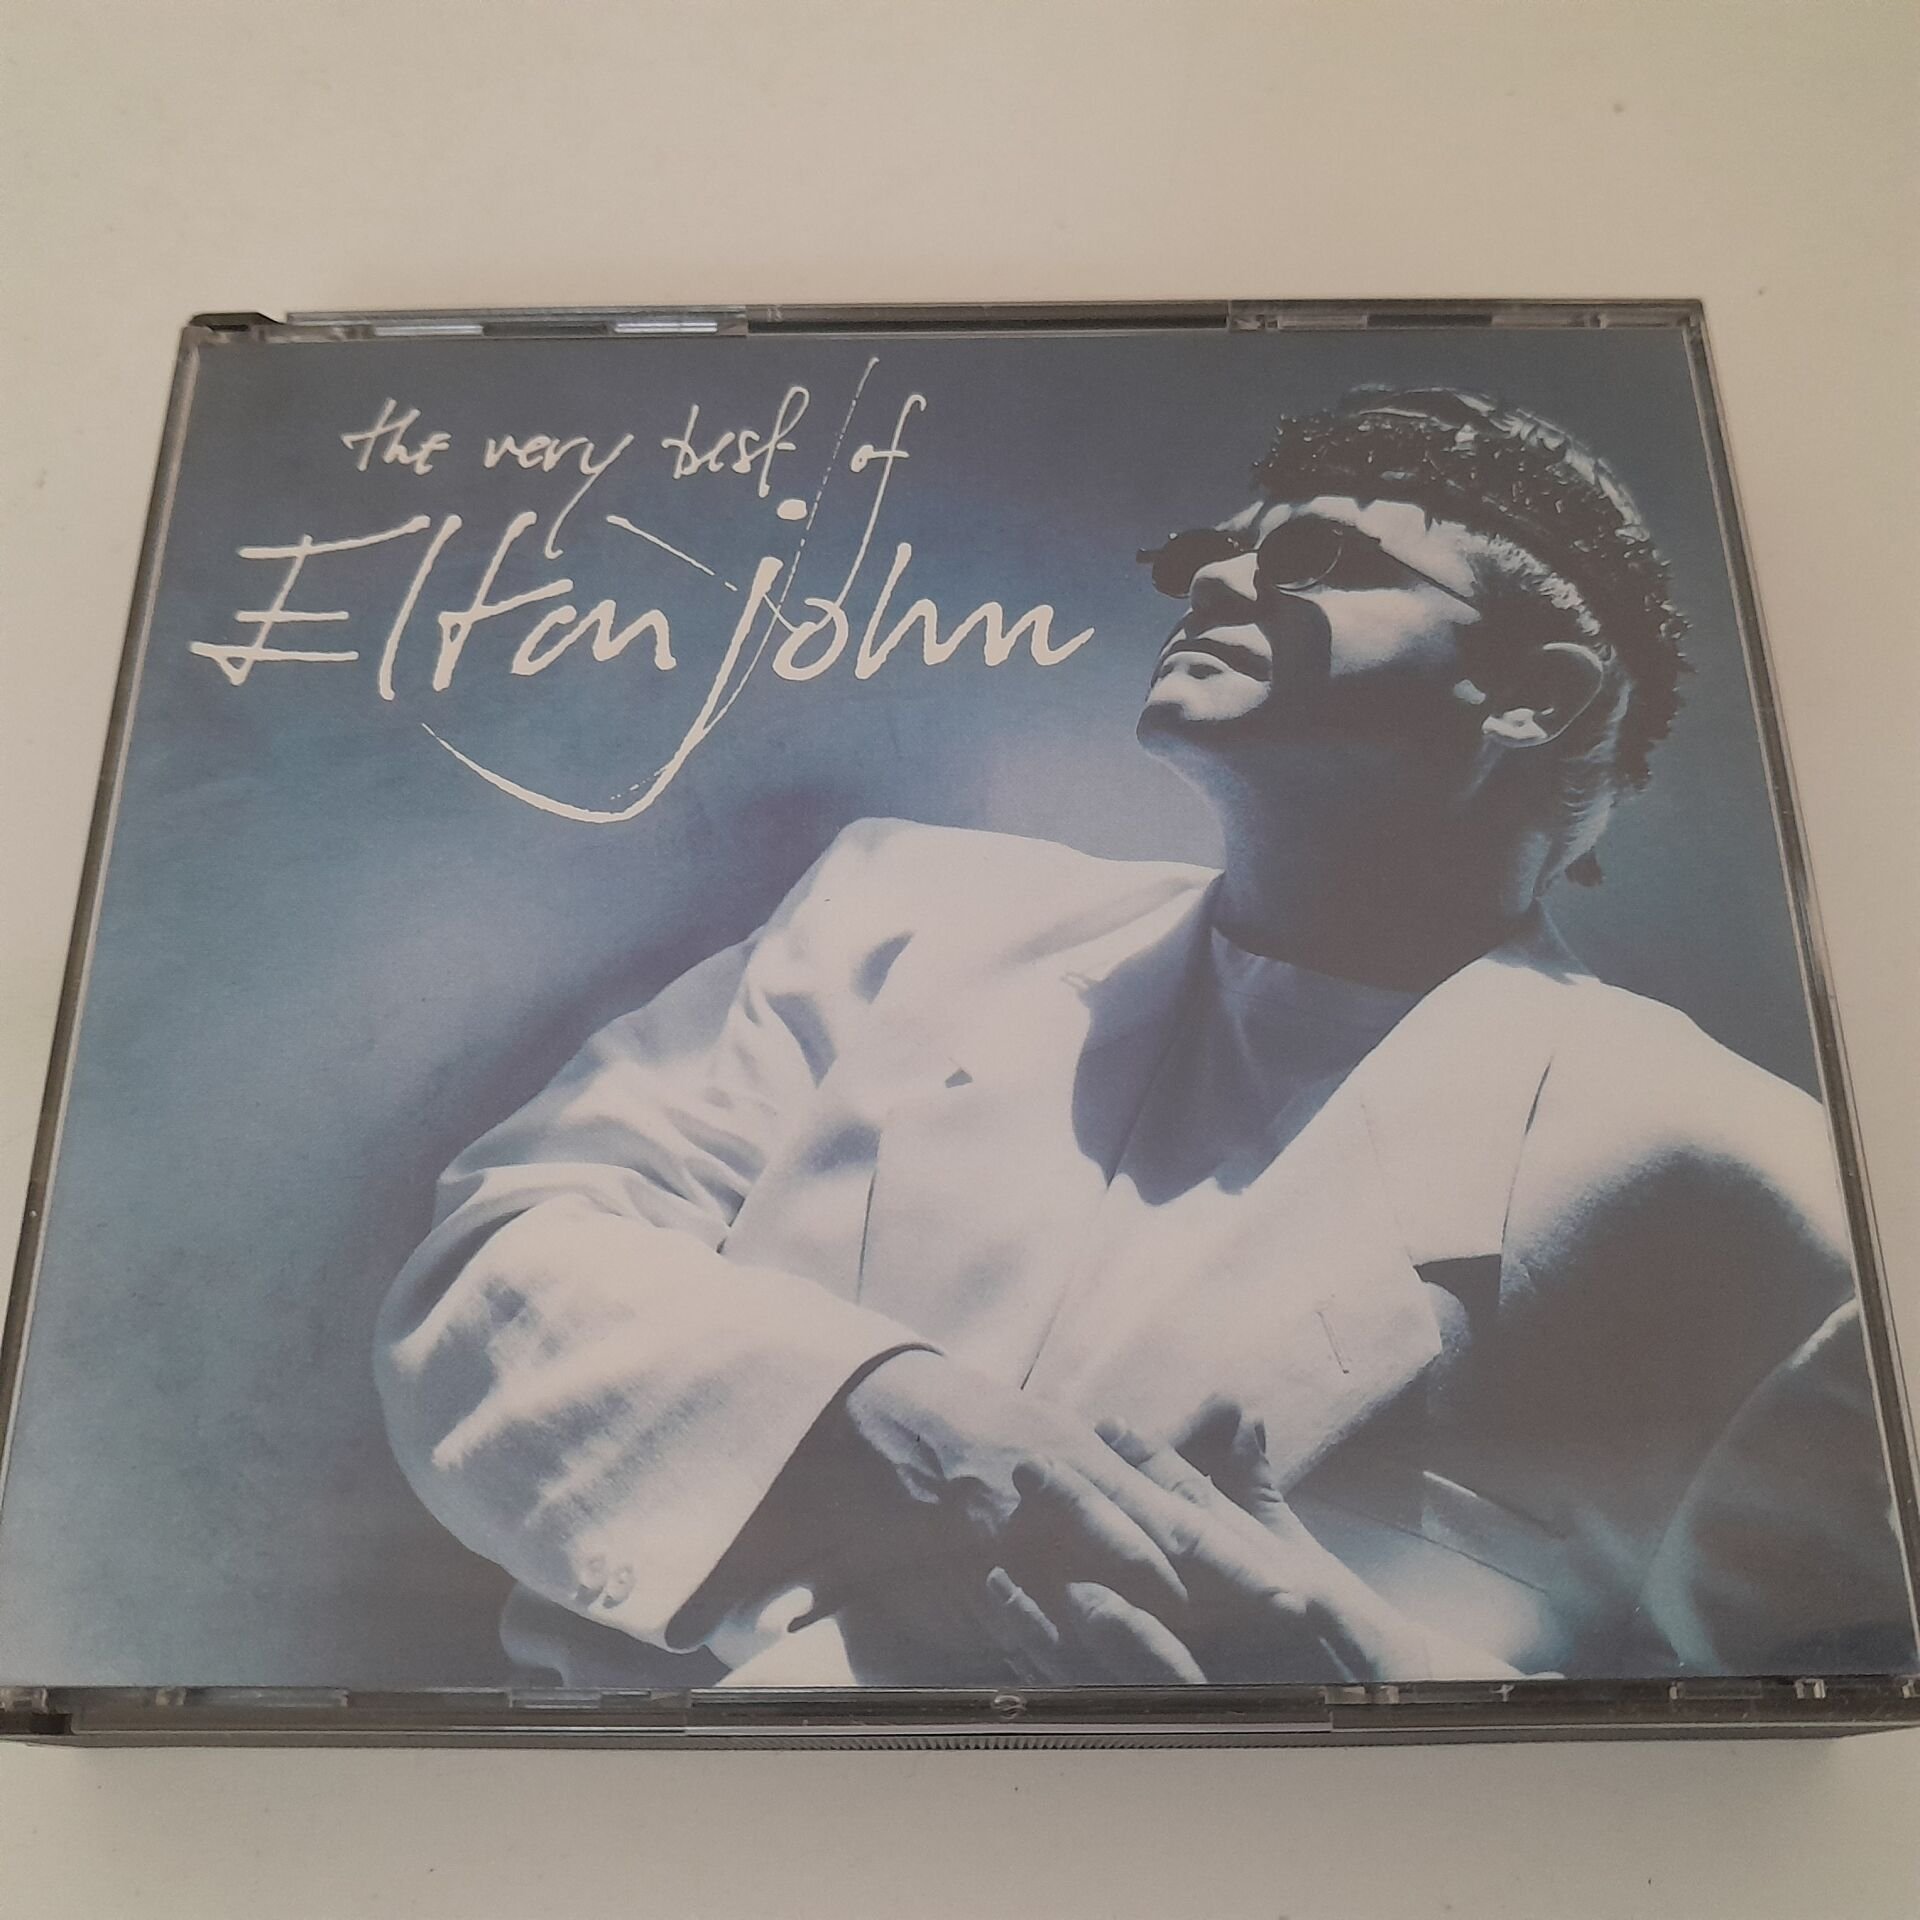 the very best of
Elton john